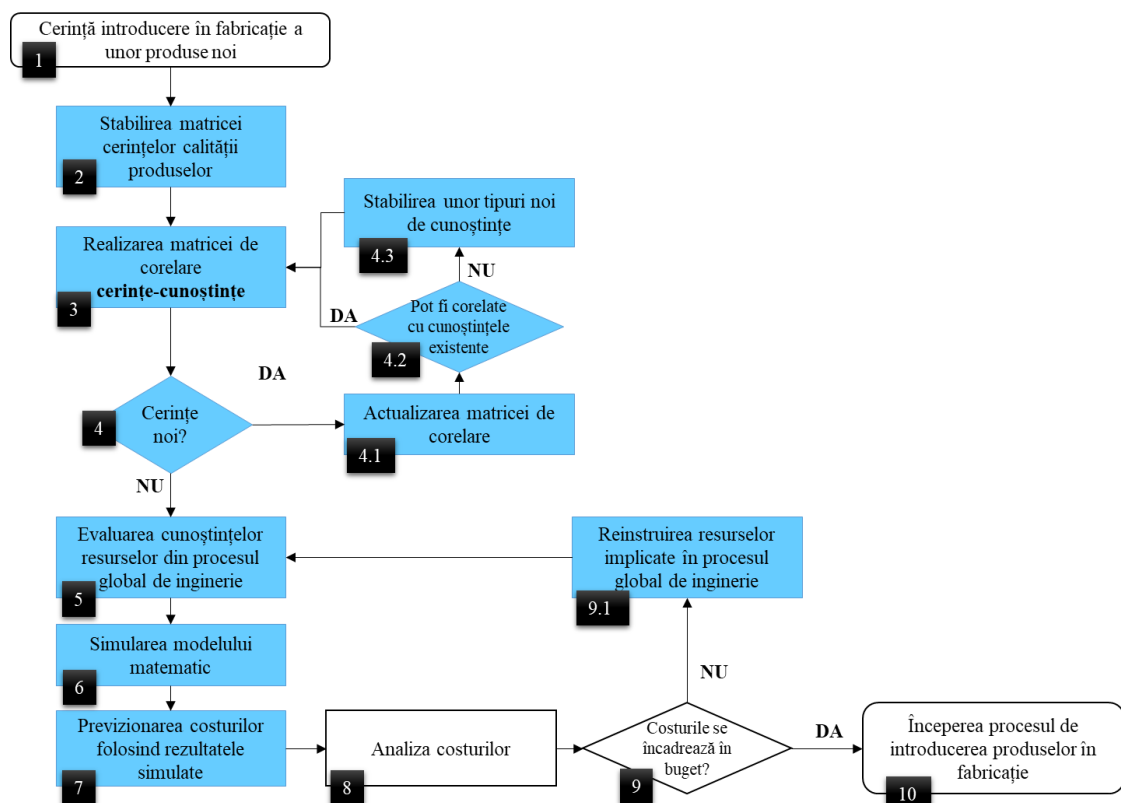 Cerință introducere în fabricație a
unor produse noi
1
Stabilirea matricei
cerințelor calității
produselor
2
Realizarea matricei de
corelare
cerințe-cunoștințe
3
Stabilirea unor tipuri noi
de cunoștințe
4.3
NU
Pot fi corelate
cu cunoștințele
existente
4.2
DA
Cerințe
noi?
4
DA
Actualizarea matricei de
corelare
4.1
NU
Evaluarea cunoștințelor
resurselor din procesul
global de inginerie
5
Reinstruirea resurselor
implicate în procesul
global de inginerie
9.1
Simularea modelului
matematic
6
Previzionarea costurilor
folosind rezultatele
simulate
7
Analiza costurilor
8
NU
Costurile se
încadrează în
buget?
9
DA
Începerea procesul de
introducerea produselor în
fabricație
10